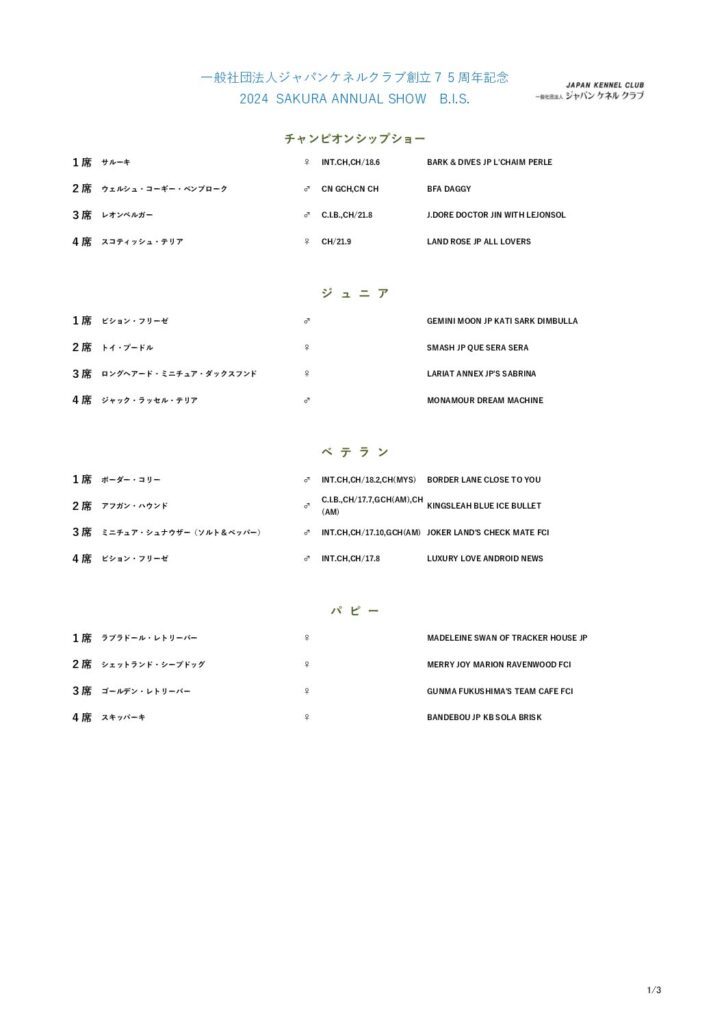 一般社団法人ジャパンケネルクラブ創立７５周年記念
2024 SAKURA ANNUAL SHOW B.I.S.
JAPAN KENNEL CLUB
一般社団法人 ジャパン ケネル クラブ
チャンピオンシップショー
1席 サルーキ ♀ INT.CH,CH/18.6 BARK & DIVES JP L'CHAIM PERLE
2席 ウェルシュ・コーギー・ペンブローク ♂ CN GCH,CN CH BFA DAGGY
3席 レオンベルガー ♂ C.I.B.,CH/21.8 J.DORE DOCTOR JIN WITH LEJONSOL
4席 スコティッシュ・テリア ♀ CH/21.9 LAND ROSE JP ALL LOVERS
ジュニア
1席 ビション・フリーゼ ♂ GEMINI MOON JP KATI SARK DIMBULLA
2席 トイ・プードル ♀ SMASH JP QUE SERA SERA
3席 ロングヘアード・ミニチュア・ダックスフンド ♀ LARIAT ANNEX JP'S SABRINA
4席 ジャック・ラッセル・テリア ♂ MONAMOUR DREAM MACHINE
ベテラン
1席 ボーダー・コリー ♂ INT.CH,CH/18.2,CH(MYS) BORDER LANE CLOSE TO YOU
2席 アフガン・ハウンド ♂ C.I.B.,CH/17.7,GCH(AM),CH (AM) KINGSLEAH BLUE ICE BULLET
3席 ミニチュア・シュナウザー（ソルト＆ペッパー） ♂ INT.CH,CH/17.10,GCH(AM) JOKER LAND'S CHECK MATE FCI
4席 ビション・フリーゼ ♂ INT.CH,CH/17.8 LUXURY LOVE ANDROID NEWS
パピー
1席 ラブラドール・レトリーバー ♀ MADELEINE SWAN OF TRACKER HOUSE JP
2席 シェットランド・シープドッグ ♀ MERRY JOY MARION RAVENWOOD FCI
3席 ゴールデン・レトリーバー ♀ GUNMA FUKUSHIMA'S TEAM CAFE FCI
4席 スキッパーキ ♀ BANDEBOU JP KB SOLA BRISK
1/3